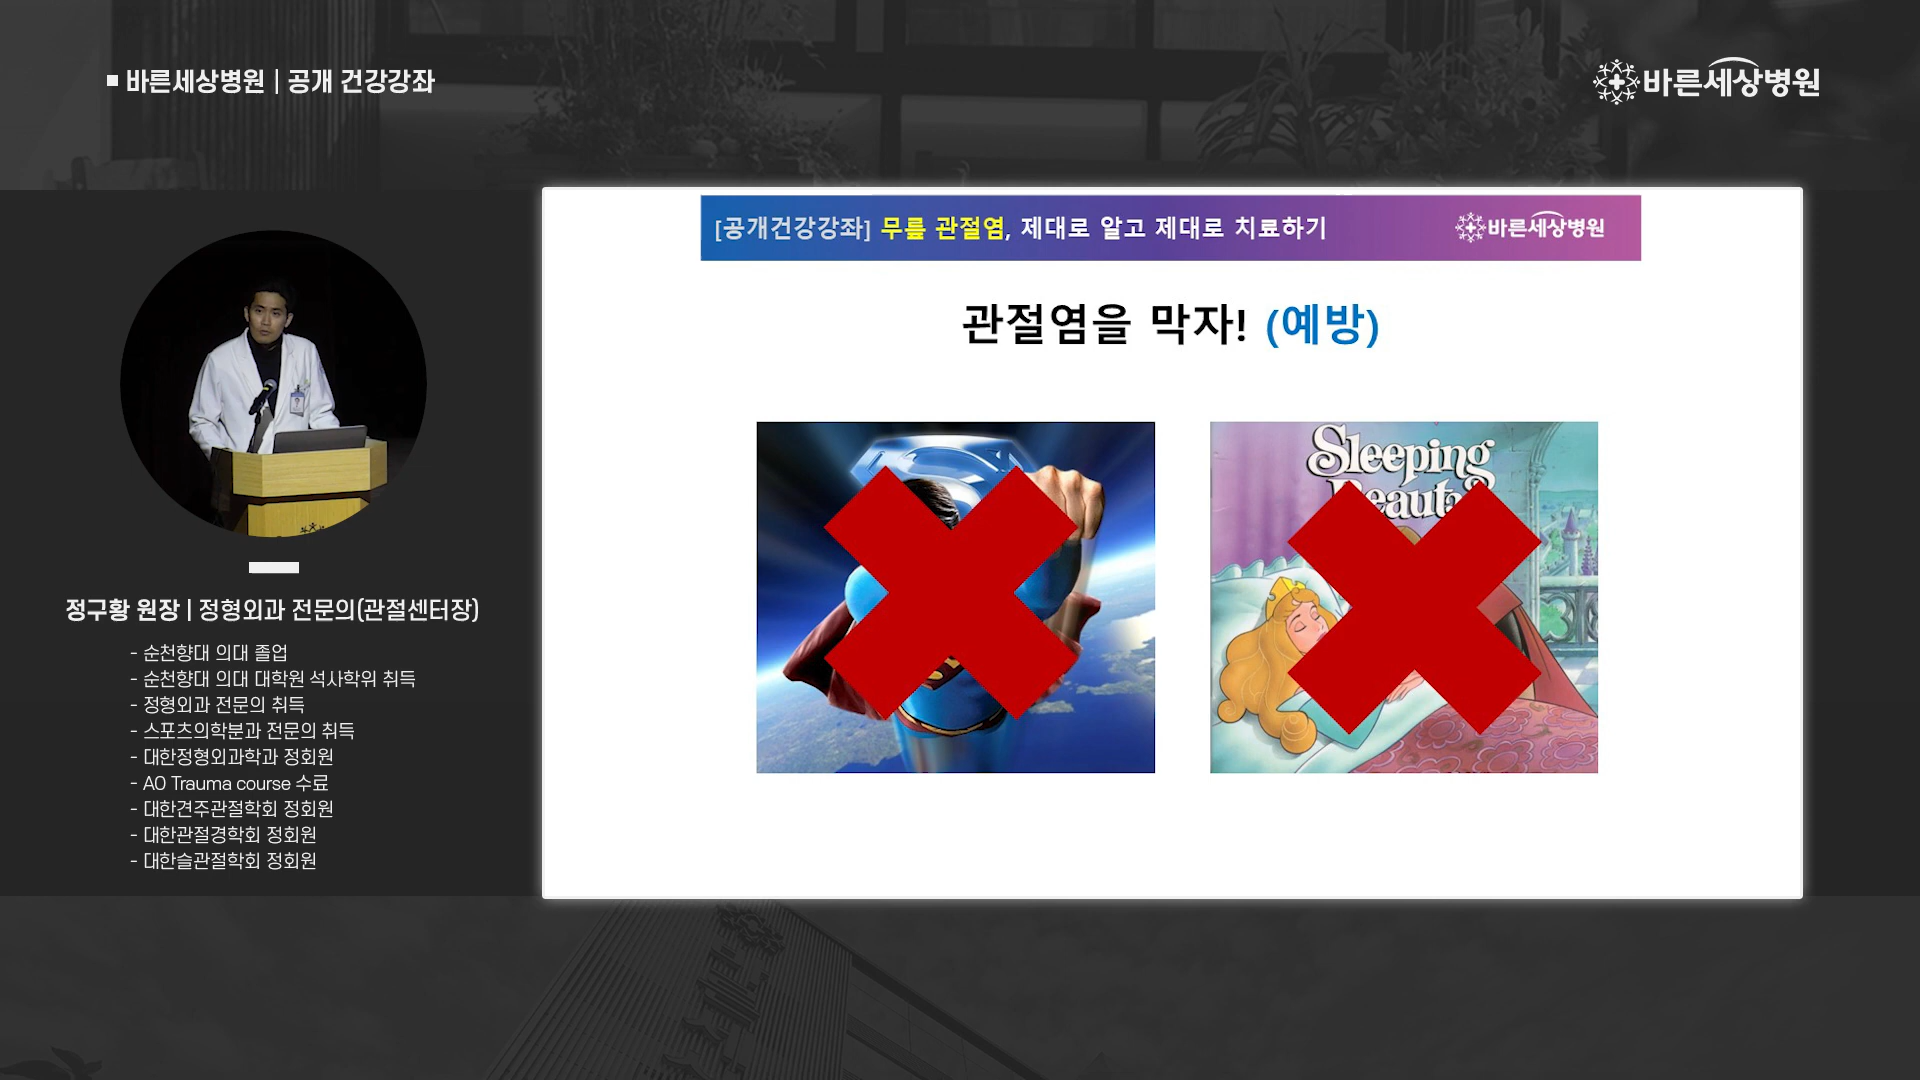 바른세상병원 | 공개 건강강좌
바른세상병원
[공개건강강좌] 무릎 관절염, 제대로 알고 제대로 치료하기
바른세상병원
관절염을 막자! (예방)
Sleeping
정구황 원장 | 정형외과 전문의(관절센터장)
- 순천향대 의대 졸업
- 순천향대 의대 대학원 석사학위 취득
- 정형외과 전문의 취득
- 스포츠의학분과 전문의 취득
- 대한정형외과학과 정회원
- AO Trauma course 수료
- 대한견주관절학회 정회원
- 대한관절경학회 정회원
- 대한슬관절학회 정회원